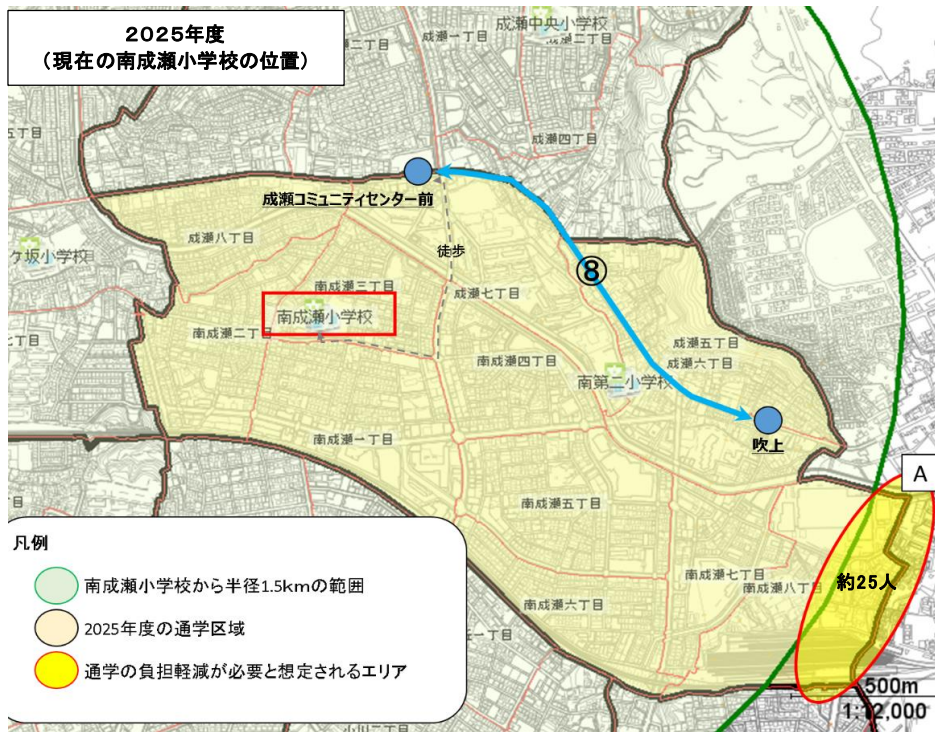 2025年度
（現在の南成瀬小学校の位置）
成瀬中央小学校
成瀬一丁目
成瀬二丁目
成瀬四丁目
成瀬コミュニティセンター前
成瀬八丁目
徒歩
⑧
ケ坂小学校
南成瀬三丁目
成瀬七丁目
南成瀬小学校
南成瀬二丁目
成瀬五丁目
南成瀬四丁目
成瀬六丁目
南第二小学校
吹上
南成瀬一丁目
A
南成瀬五丁目
南成瀬七丁目
南成瀬八丁目
約25人
南成瀬六丁目
凡例
南成瀬小学校から半径1.5kmの範囲
2025年度の通学区域
通学の負担軽減が必要と想定されるエリア
500m
1:12,000